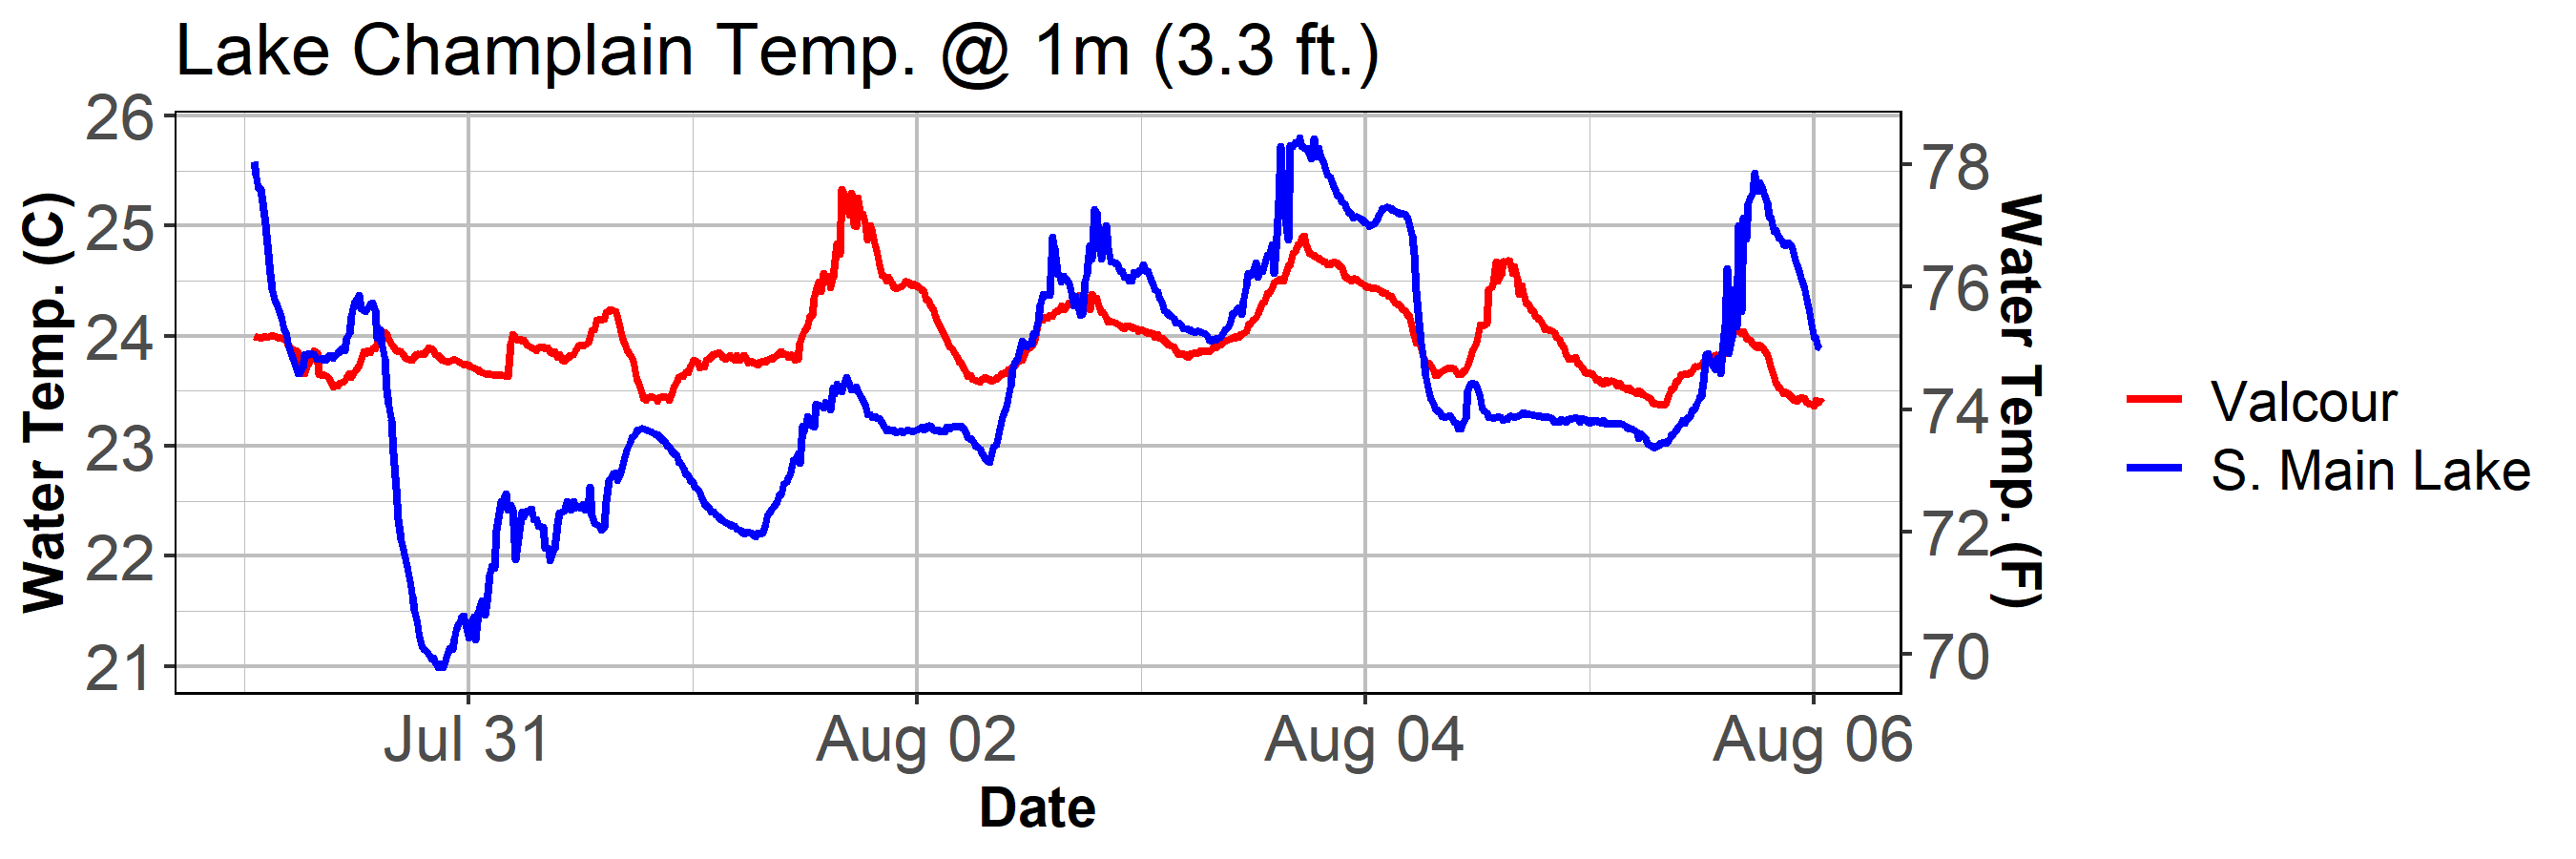 Lake Champlain Temp. @ 1m (3.3 ft.)
Water Temp. (C)
26
25
24
23
22
21
78
76
74
72
70
Water Temp. (F)
Jul 31
Aug 02
Aug 04
Aug 06
Date
Valcour
S. Main Lake